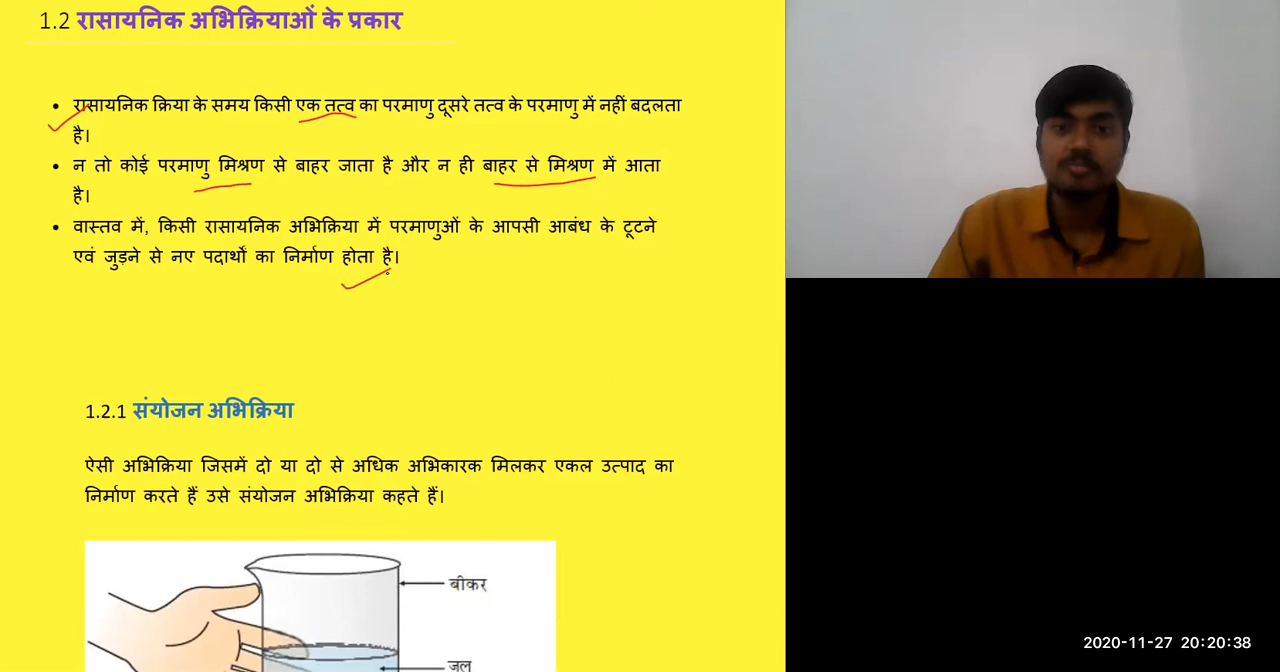 1.2 रासायनिक अभिक्रियाओं के प्रकार
• रासायनिक क्रिया के समय किसी एक तत्व का परमाणु दूसरे तत्व के परमाणु में नहीं बदलता
है।
• न तो कोई परमाणु मिश्रण से बाहर जाता है और न ही बाहर से मिश्रण में आता
है।
• वास्तव में, किसी रासायनिक अभिक्रिया में परमाणुओं के आपसी आबंध के टूटने
एवं जुड़ने से नए पदार्थों का निर्माण होता है।
1.2.1 संयोजन अभिक्रिया
ऐसी अभिक्रिया जिसमें दो या दो से अधिक अभिकारक मिलकर एकल उत्पाद का
निर्माण करते हैं उसे संयोजन अभिक्रिया कहते हैं।
बीकर
जल
2020-11-27 20:20:38